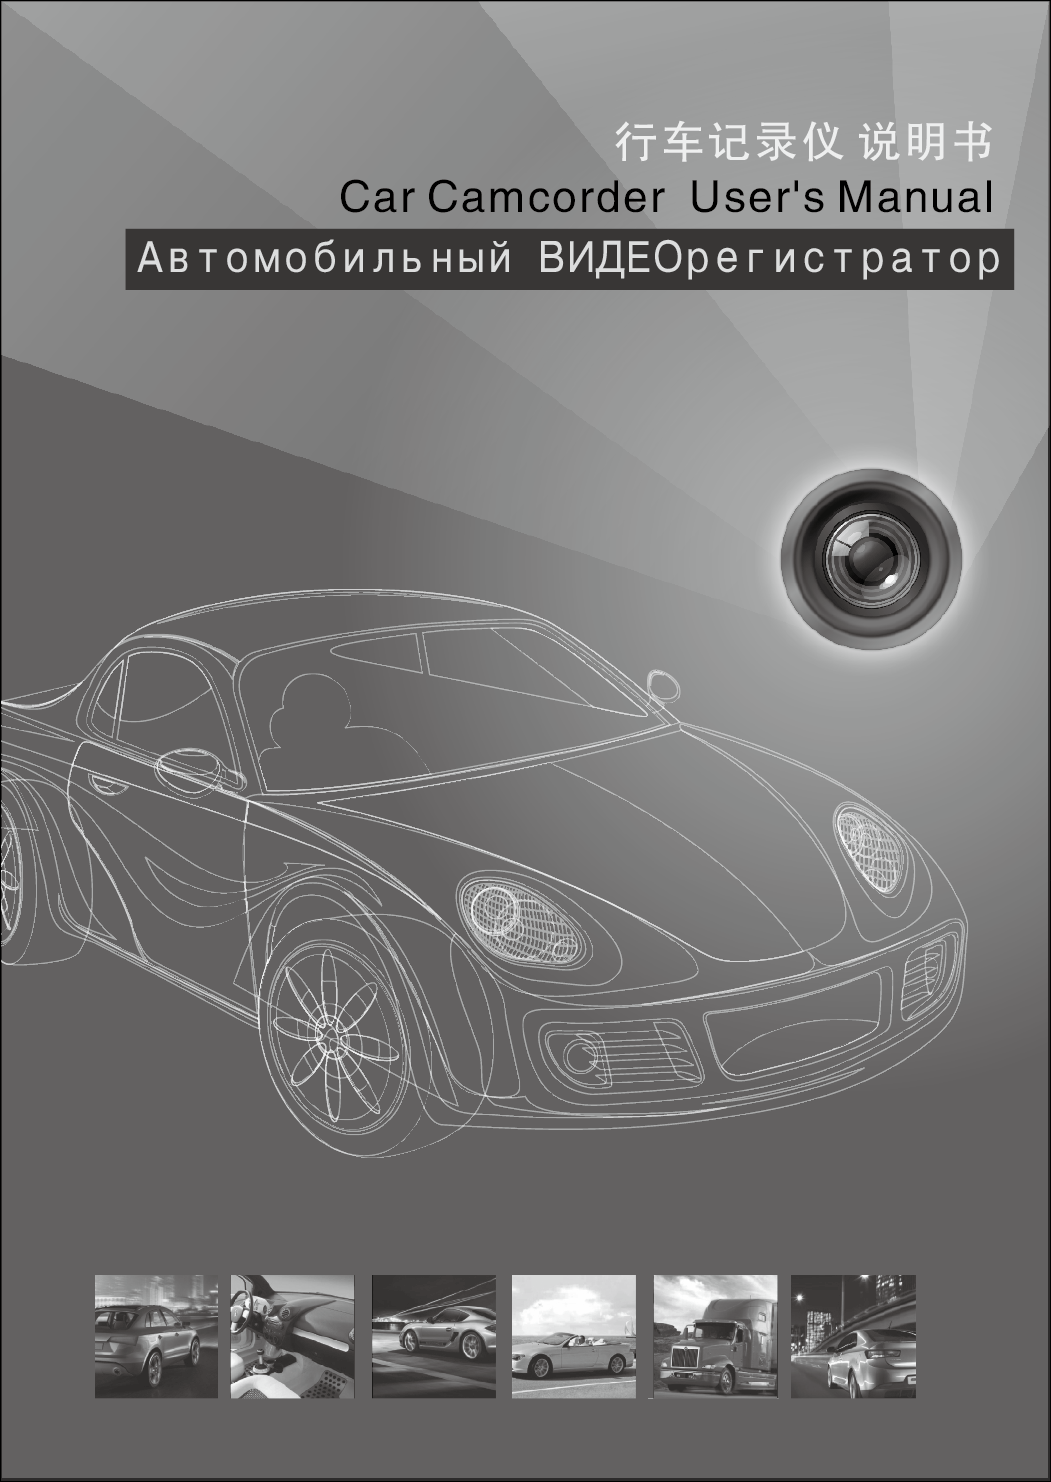 行车记录仪 说明书
Car Camcorder User's Manual
Автомобильный ВИДЕОрегистратор